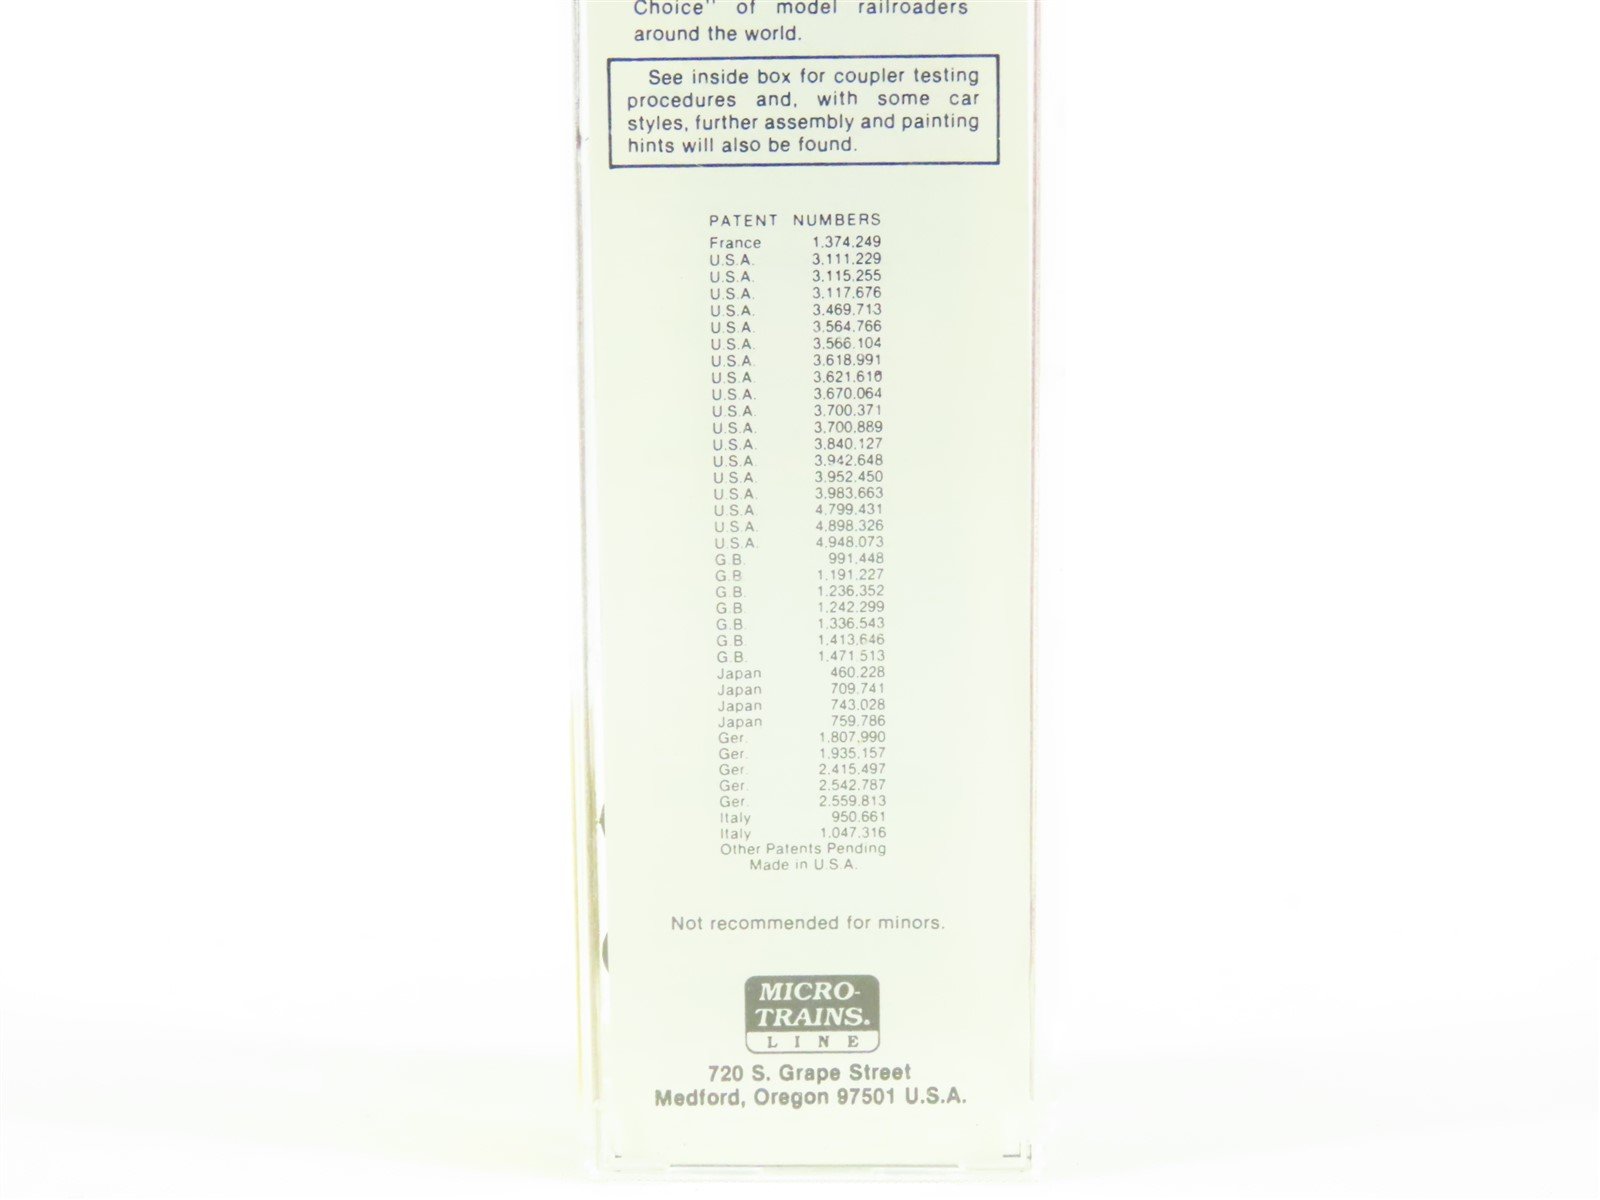 Choice" of model railroaders
around the world.
See inside box for coupler testing
procedures and, with some car
styles, further assembly and painting
hints will also be found.
PATENT NUMBERS
France 1.374.249
U.S.A. 3.111.229
U.S.A. 3.115.255
U.S.A. 3.117.676
U.S.A. 3.469.713
U.S.A. 3.564.766
U.S.A. 3.566.104
U.S.A. 3.618.991
U.S.A. 3.621.610
U.S.A. 3.670.064
U.S.A. 3.700.371
U.S.A. 3.700.889
U.S.A. 3.840.127
U.S.A. 3.942.648
U.S.A. 3.952.450
U.S.A. 3.983.663
U.S.A. 4.799.431
U.S.A. 4.898.326
U.S.A. 4.948.073
G.B. 991.448
G.B. 1.191.227
G.B. 1.236.352
G.B. 1.242.299
G.B. 1.336.543
G.B. 1.413.646
G.B. 1.471.513
Japan 460.228
Japan 709.741
Japan 743.028
Japan 759.786
Ger. 1.807.990
Ger. 1.935.157
Ger. 2.415.497
Ger. 2.542.787
Ger. 2.559.813
Italy 950.661
Italy 1.047.316
Other Patents Pending
Made in U.S.A.
Not recommended for minors.
MICRO-
TRAINS.
LINE
720 S. Grape Street
Medford, Oregon 97501 U.S.A.